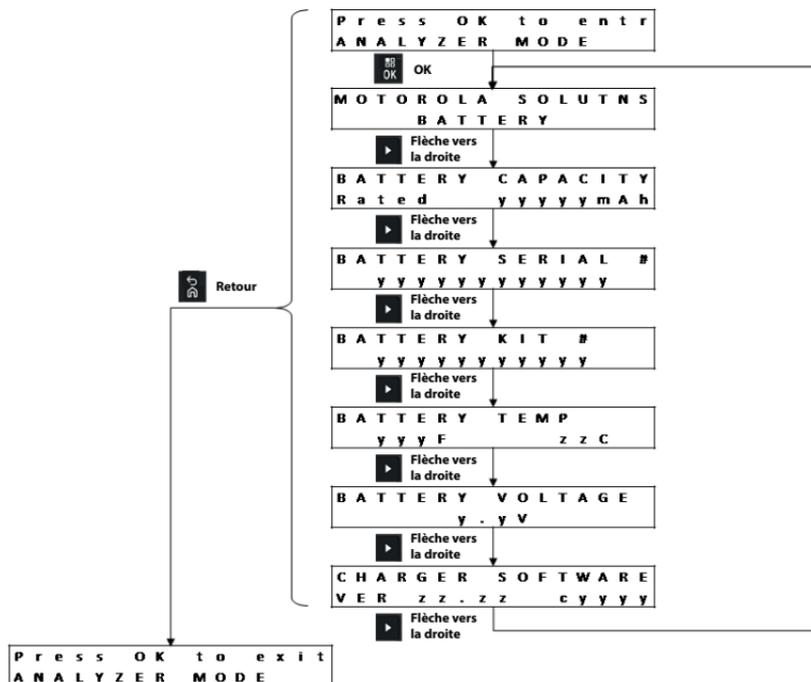 Press OK to entr
ANALYZER MODE
OK
OK
MOTOROLA SOLUTNS
BATTERY
Flèche vers
la droite
BATTERY CAPACITY
Rated yyyyymAh
Flèche vers
la droite
BATTERY SERIAL #
yyyyyyyyyyyy
Flèche vers
la droite
Retour
BATTERY KIT #
yyyyyyyyyyy
Flèche vers
la droite
BATTERY TEMP
yyyF zzC
Flèche vers
la droite
BATTERY VOLTAGE
y.yV
Flèche vers
la droite
CHARGER SOFTWARE
VER zz.zz cyyyy
Flèche vers
la droite
Press OK to exit
ANALYZER MODE